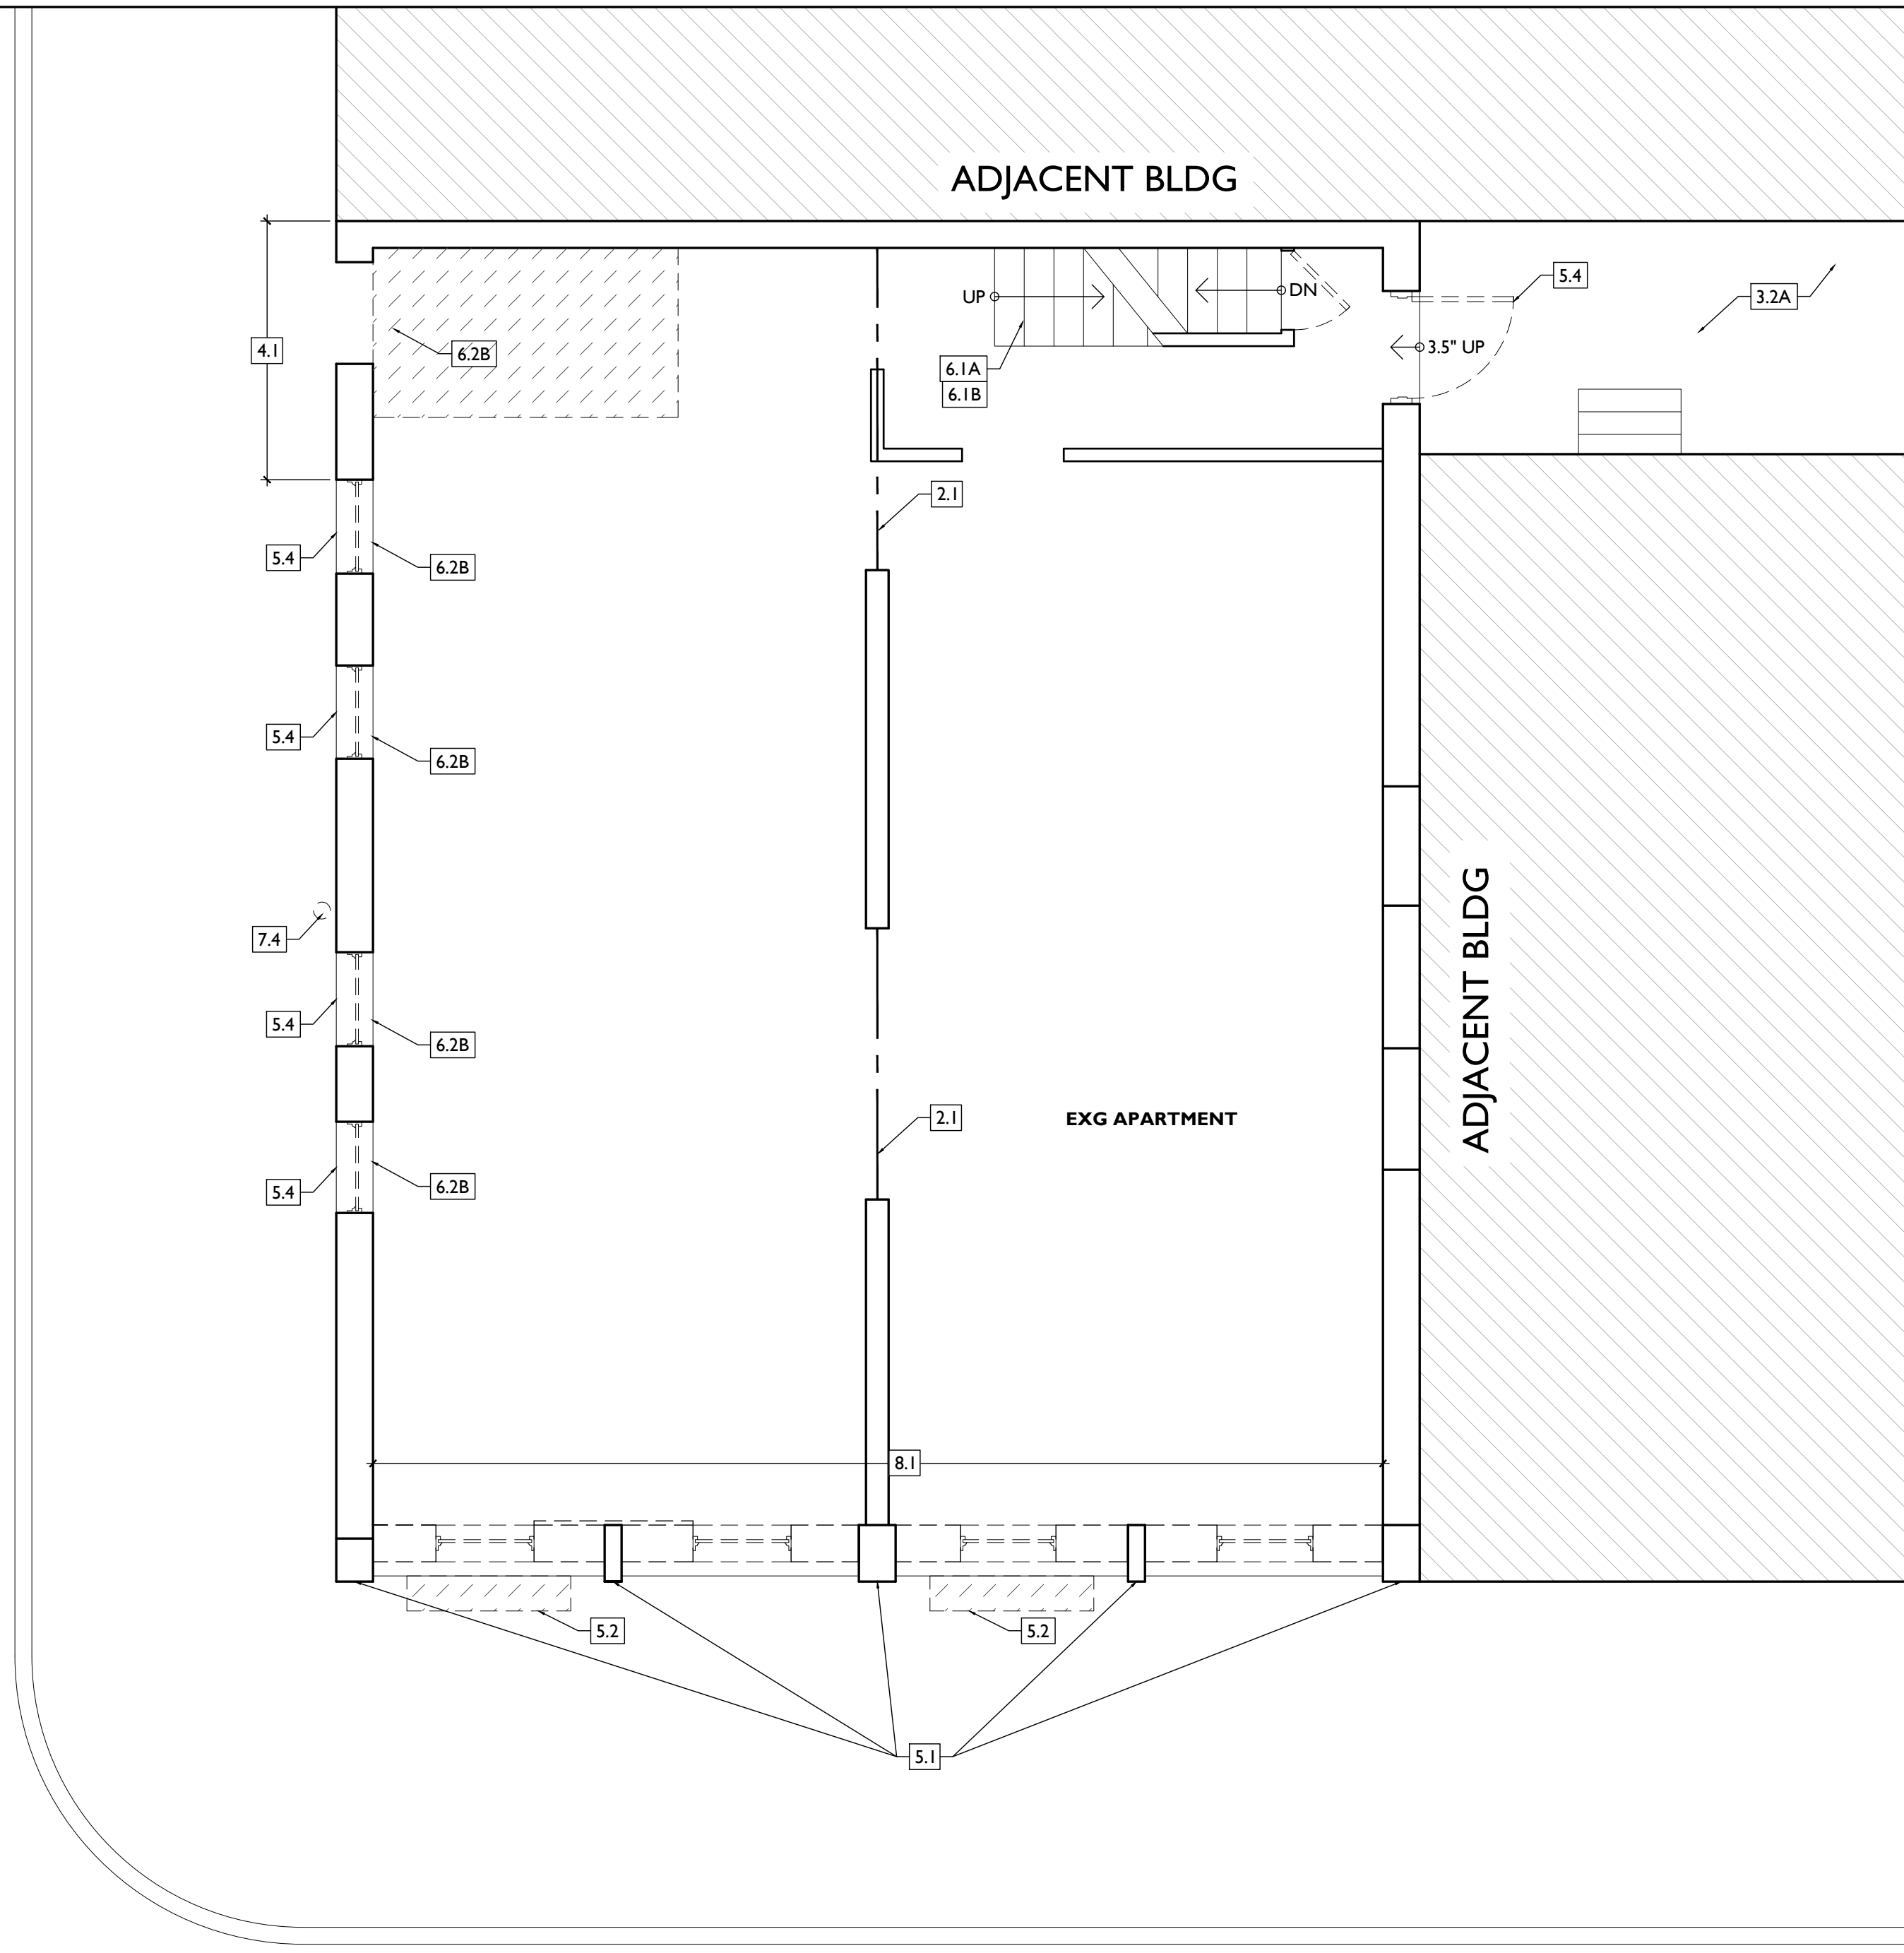 ADJACENT BLDG
5.4
UP
DN
3.2A
3.5" UP
4.1
6.2B
6.1A
6.1B
2.1
5.4
6.2B
5.4
6.2B
7.4
ADJACENT BLDG
5.4
6.2B
2.1
EXG APARTMENT
5.4
6.2B
8.1
5.2
5.2
5.1